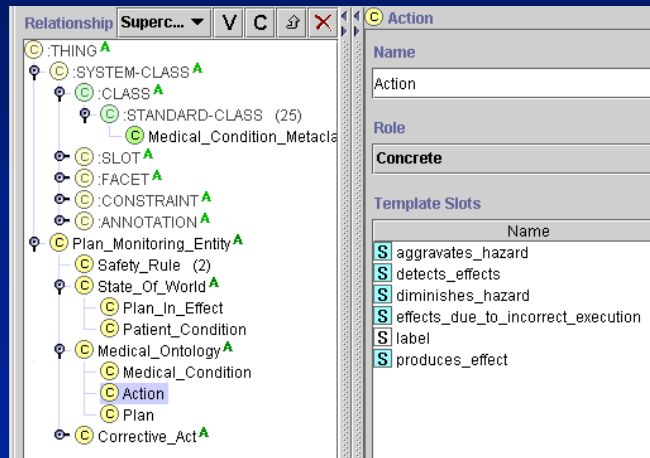 Relationship Superc... V C
:THING A
C :SYSTEM-CLASS A
C :CLASS A
C :STANDARD-CLASS (25)
C Medical_Condition_Metacla
C :SLOT A
C :FACET A
C :CONSTRAINT A
C :ANNOTATION A
C Plan_Monitoring_Entity A
C Safety_Rule (2)
C State_Of_World A
C Plan_In_Effect
C Patient_Condition
C Medical_Ontology A
C Medical_Condition
C Action
C Plan
C Corrective_Act A
C Action
Name
Action
Role
Concrete
Template Slots
Name
S aggravates_hazard
S detects_effects
S diminishes_hazard
S effects_due_to_incorrect_execution
S label
S produces_effect